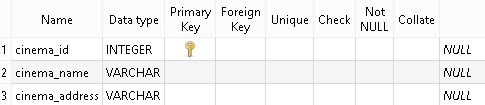 Name Data type Primary Key Foreign Key Unique Check Not NULL Collate
1 cinema_id INTEGER NULL
2 cinema_name VARCHAR NULL
3 cinema_address VARCHAR NULL